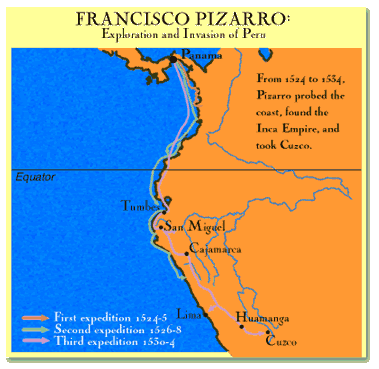 FRANCISCO PIZARRO:
Exploration and Invasion of Peru
Panama
From 1524 to 1534,
Pizarro probed the
coast, found the
Inca Empire, and
took Cuzco.
Equator
Tumbes
San Miguel
Cajamarca
Lima
Huamanga
Cuzco
First expedition 1524-5
Second expedition 1526-8
Third expedition 1530-4